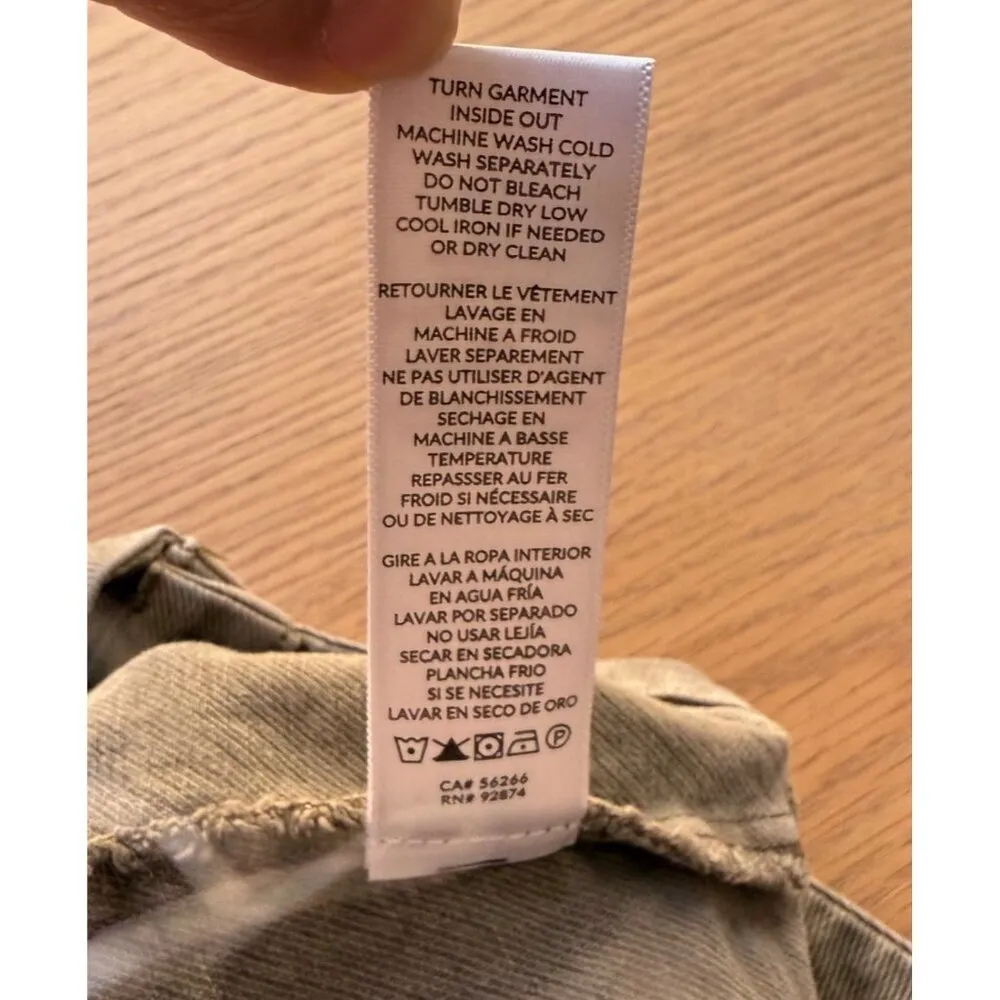 TURN GARMENT
INSIDE OUT
MACHINE WASH COLD
WASH SEPARATELY
DO NOT BLEACH
TUMBLE DRY LOW
COOL IRON IF NEEDED
OR DRY CLEAN
RETOURNER LE VÊTEMENT
LAVAGE EN
MACHINE A FROID
LAVER SEPAREMENT
NE PAS UTILISER D'AGENT
DE BLANCHISSEMENT
SECHAGE EN
MACHINE A BASSE
TEMPERATURE
REPASSSER AU FER
FROID SI NÉCESSAIRE
OU DE NETTOYAGE À SEC
GIRE A LA ROPA INTERIOR
LAVAR A MÁQUINA
EN AGUA FRÍA
LAVAR POR SEPARADO
NO USAR LEJÍA
SECAR EN SECADORA
PLANCHA FRIO
SI SE NECESITE
LAVAR EN SECO DE ORO
P
CA# 56266
RN# 92874